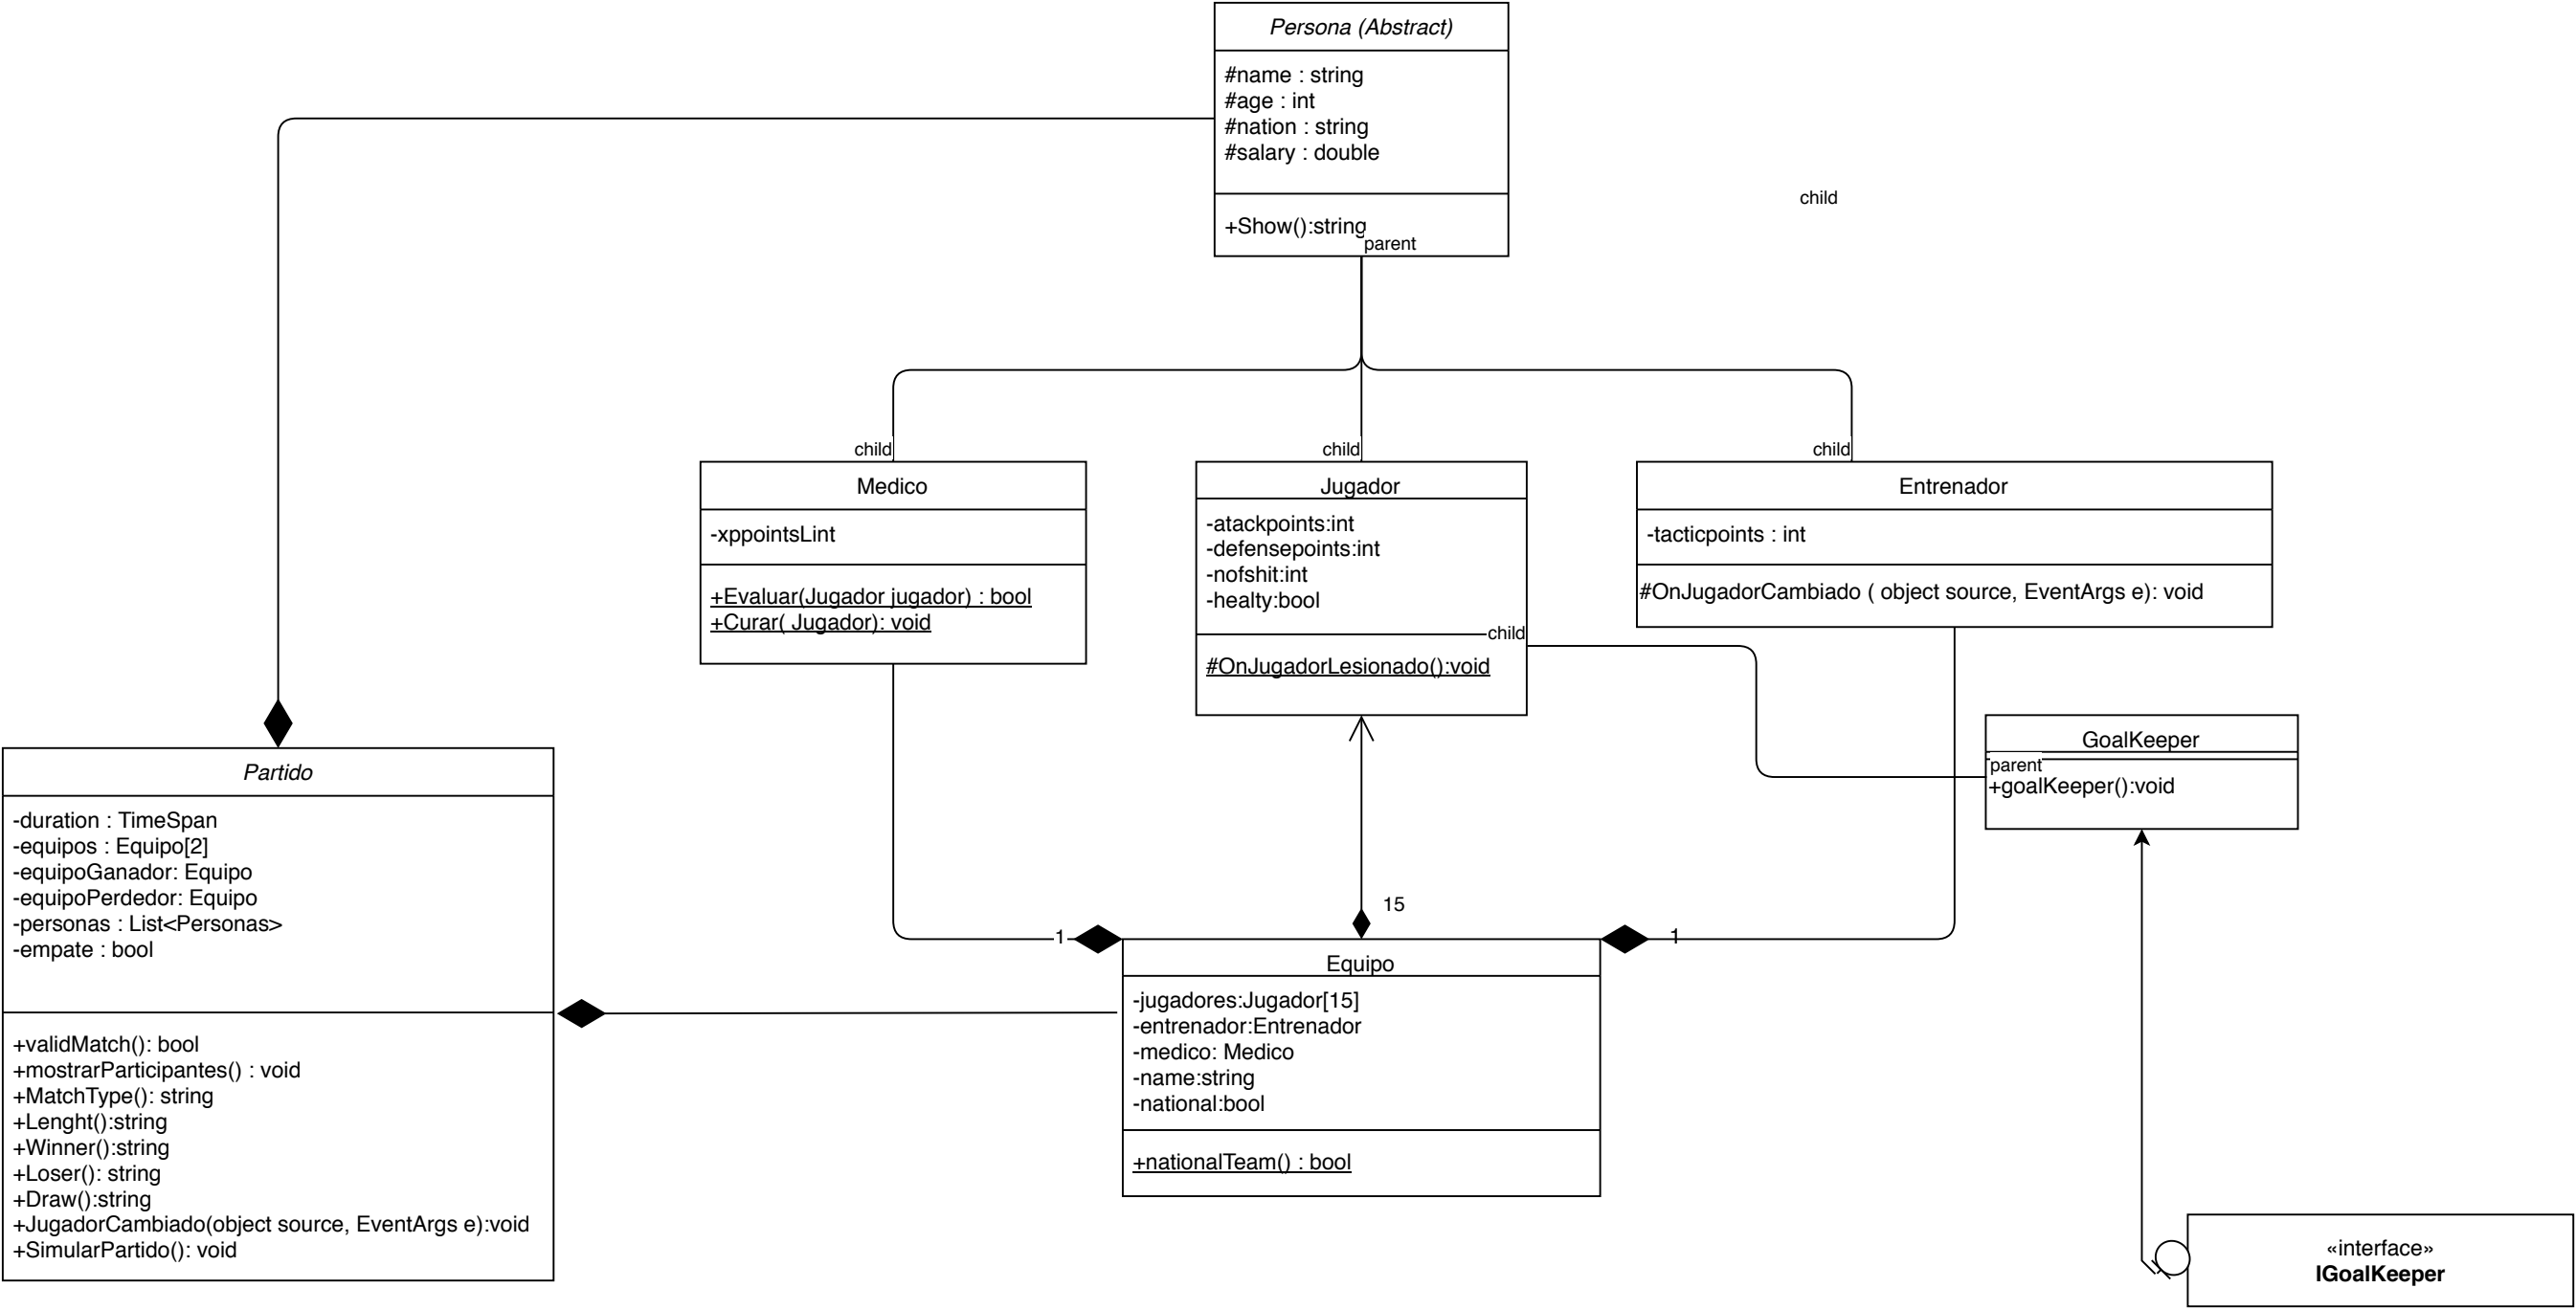 Persona (Abstract)
#name : string
#age : int
#nation : string
#salary : double
+Show():string
parent
child
child
child
child
Medico
-xppointsLint
+Evaluar(Jugador jugador) : bool
+Curar( Jugador): void
Jugador
-atackpoints:int
-defensepoints:int
-nofshit:int
-healty:bool
child
#OnJugadorLesionado():void
Entrenador
-tacticpoints : int
#OnJugadorCambiado ( object source, EventArgs e): void
GoalKeeper
parent
+goalKeeper():void
Partido
-duration : TimeSpan
-equipos : Equipo[2]
-equipoGanador: Equipo
-equipoPerdedor: Equipo
-personas : List<Personas>
-empate : bool
+validMatch(): bool
+mostrarParticipantes() : void
+MatchType(): string
+Lenght():string
+Winner():string
+Loser(): string
+Draw():string
+JugadorCambiado(object source, EventArgs e):void
+SimularPartido(): void
1
15
1
Equipo
-jugadores:Jugador[15]
-entrenador:Entrenador
-medico: Medico
-name:string
-national:bool
+nationalTeam() : bool
«interface»
IGoalKeeper